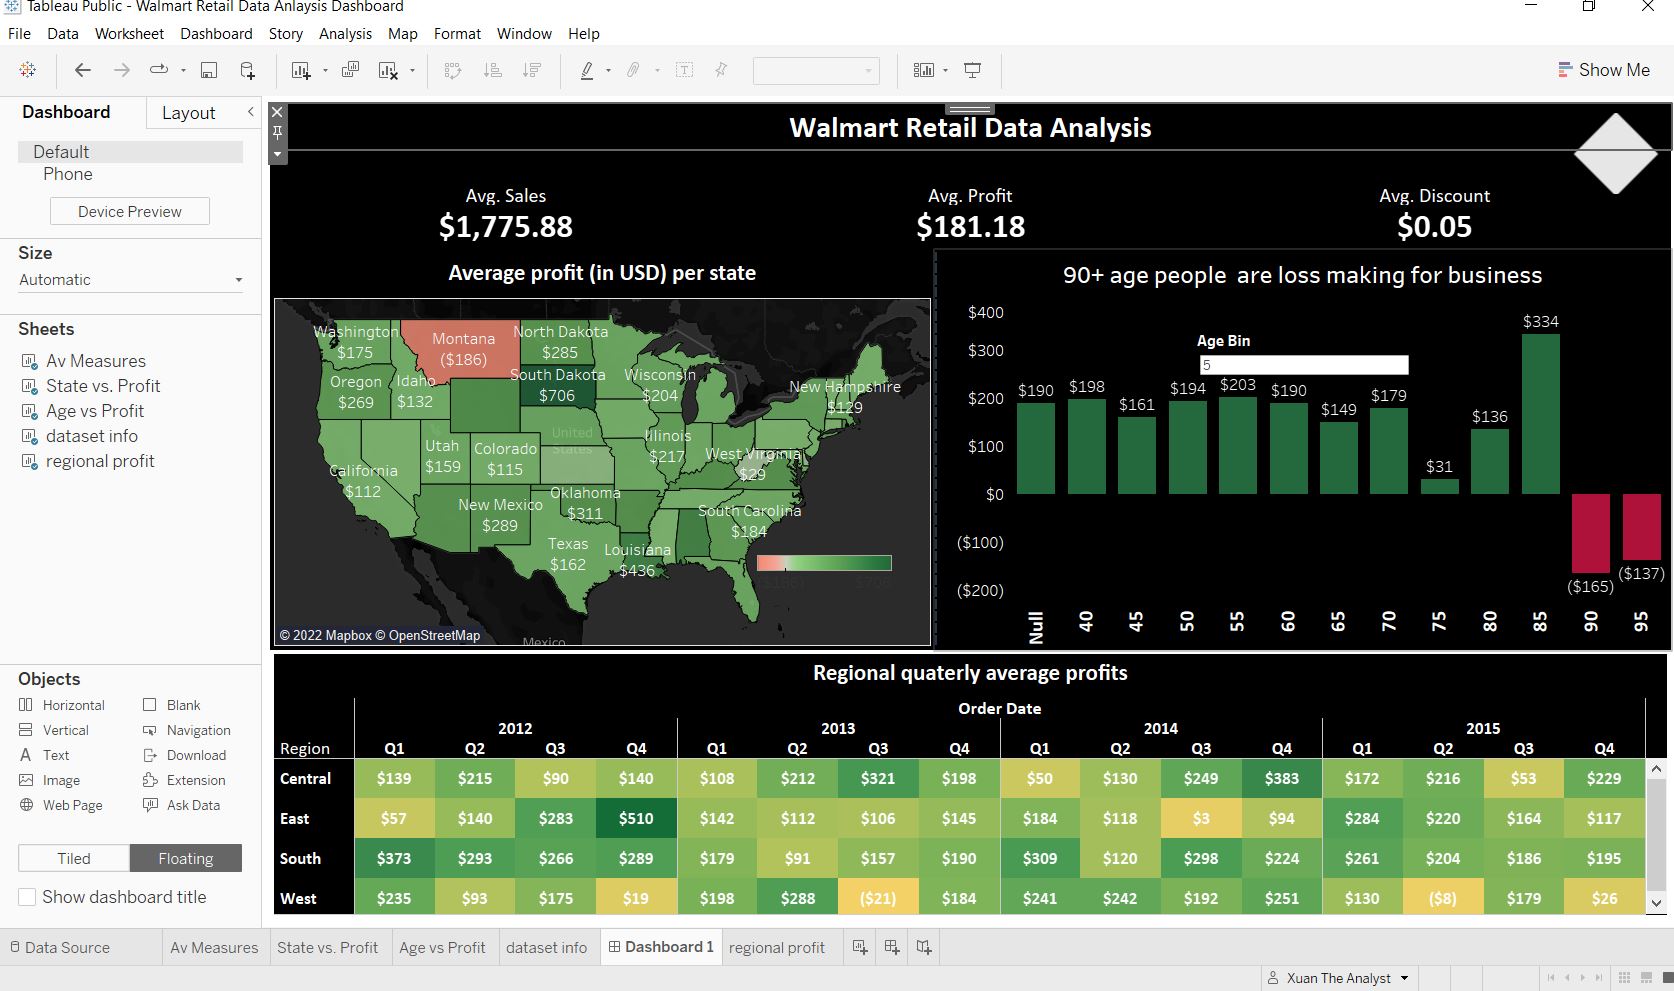 Tableau Public - Walmart Retail Data Anlaysis Dashboard
File Data Worksheet Dashboard Story Analysis Map Format Window Help
Show Me
Dashboard Layout
Default
Phone
Device Preview
Size
Automatic
Sheets
Av Measures
State vs. Profit
Age vs Profit
dataset info
regional profit
Objects
Horizontal Blank
Vertical Navigation
Text Download
Image Extension
Web Page Ask Data
Tiled Floating
Show dashboard title
Walmart Retail Data Analysis
Avg. Sales
$1,775.88
Avg. Profit
$181.18
Avg. Discount
$0.05
Average profit (in USD) per state
Washington
$175
Montana
($186)
North Dakota
$285
Oregon
$269
Idaho
$132
South Dakota
$706
Wisconsin
$204
New Hampshire
$129
United
States
Utah
$159
Colorado
$115
Illinois
$217
West Virginia
$29
California
$112
New Mexico
$289
Oklahoma
$311
South Carolina
$184
Texas
$162
Louisiana
$436
($186) $706
Mexico
© 2022 Mapbox © OpenStreetMap
90+ age people are loss making for business
Age Bin
5
$400
$300
$200
$100
$0
($100)
($200)
$190 $198 $161 $194 $203 $190 $149 $179 $31 $136 $334 ($165) ($137)
Null 40 45 50 55 60 65 70 75 80 85 90 95
Regional quaterly average profits
Order Date
2012 2013 2014 2015
Region Q1 Q2 Q3 Q4 Q1 Q2 Q3 Q4 Q1 Q2 Q3 Q4 Q1 Q2 Q3 Q4
Central $139 $215 $90 $140 $108 $212 $321 $198 $50 $130 $249 $383 $172 $216 $53 $229
East $57 $140 $283 $510 $142 $112 $106 $145 $184 $118 $3 $94 $284 $220 $164 $117
South $373 $293 $266 $289 $179 $91 $157 $190 $309 $120 $298 $224 $261 $204 $186 $195
West $235 $93 $175 $19 $198 $288 ($21) $184 $241 $242 $192 $251 $130 ($8) $179 $26
Data Source Av Measures State vs. Profit Age vs Profit dataset info Dashboard 1 regional profit
Xuan The Analyst